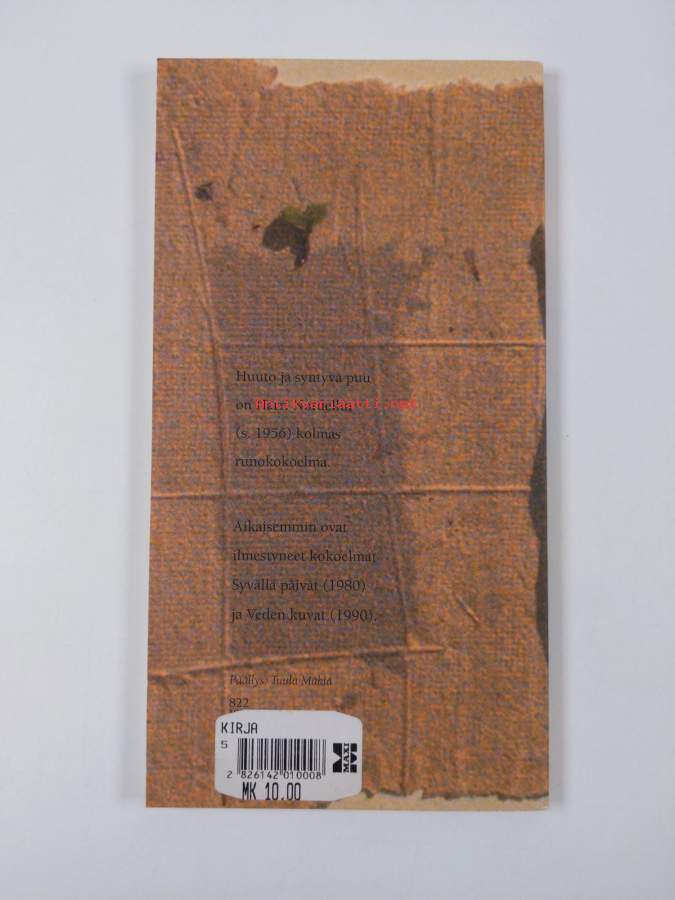 Huuto ja syntyvä puu
on
(s. 1956) kolmas
runokokoelma.
Aikaisemmin ovat
ilmestyneet kokoelmat
Syvällä päivät (1980)
ja Veden kuvat (1990).
Päällys: Tuula Mäkiä
822
KIRJA
5
MAXI
2 826142 010008
MK 10,00